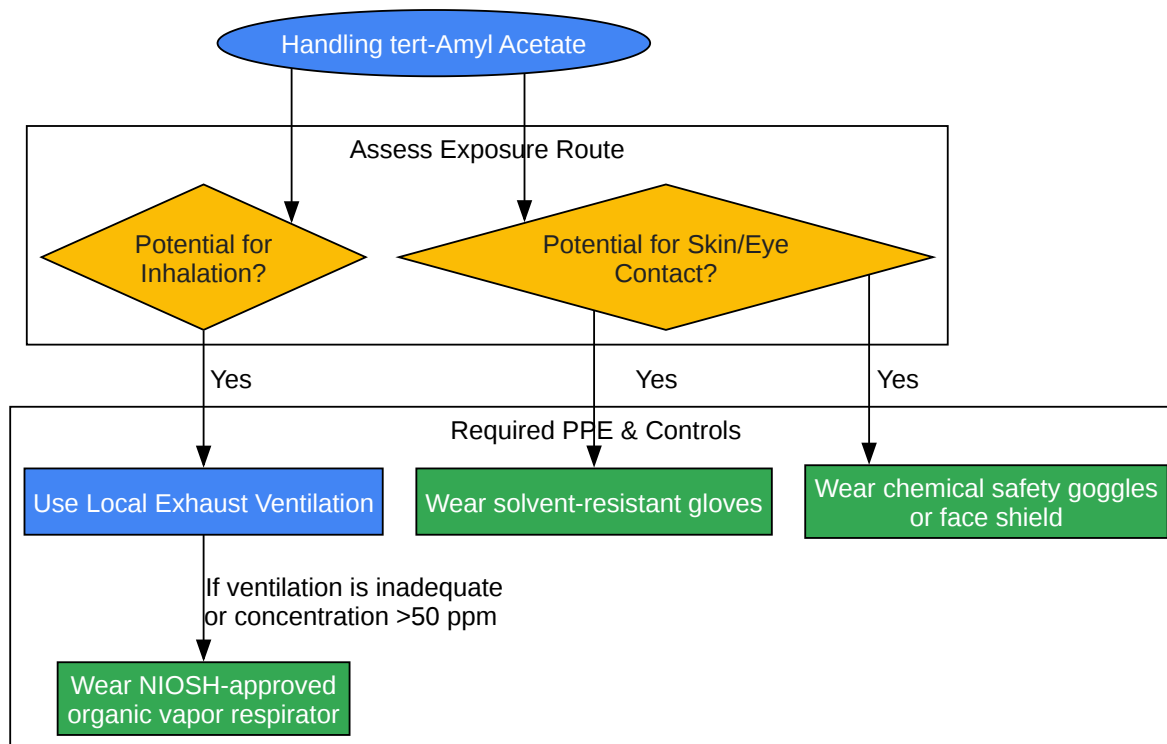 Handling tert-Amyl Acetate
Assess Exposure Route
Potential for
Inhalation?
Potential for Skin/Eye
Contact?
Yes
Yes
Yes
Required PPE & Controls
Use Local Exhaust Ventilation
Wear solvent-resistant gloves
Wear chemical safety goggles
or face shield
If ventilation is inadequate
or concentration >50 ppm
Wear NIOSH-approved
organic vapor respirator